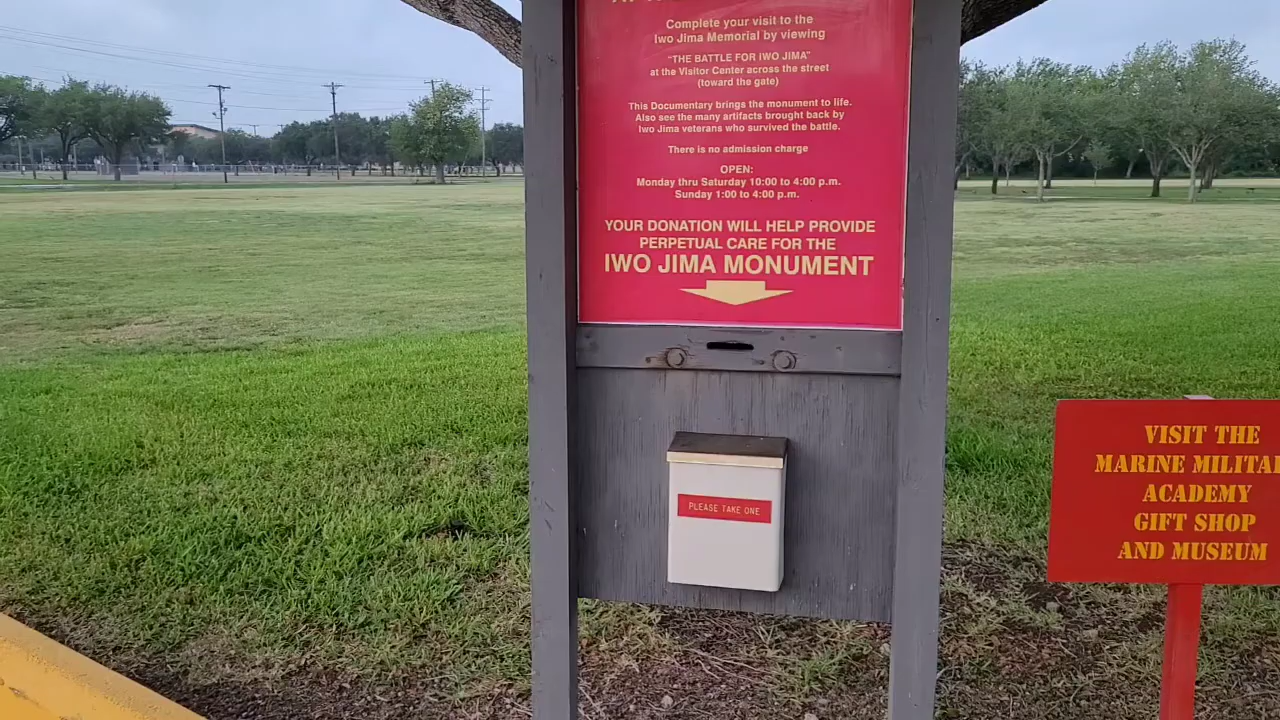 Complete your visit to the
Iwo Jima Memorial by viewing
"THE BATTLE FOR IWO JIMA"
at the Visitor Center across the street
(toward the gate)
This Documentary brings the monument to life.
Also see the many artifacts brought back by
Iwo Jima veterans who survived the battle.
There is no admission charge
OPEN:
Monday thru Saturday 10:00 to 4:00 p.m.
Sunday 1:00 to 4:00 p.m.
YOUR DONATION WILL HELP PROVIDE
PERPETUAL CARE FOR THE
IWO JIMA MONUMENT
PLEASE TAKE ONE
VISIT THE
MARINE MILITA
ACADEMY
GIFT SHOP
AND MUSEUM